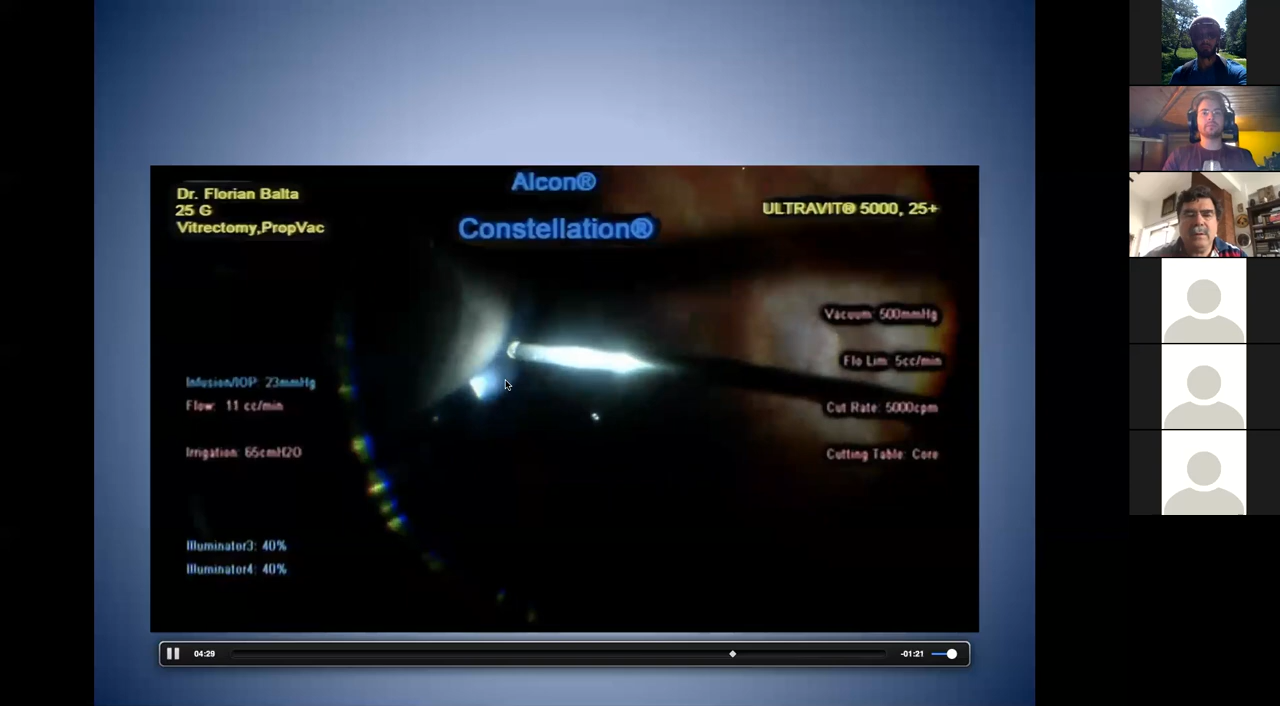 Dr. Florian Balta
25 G
Vitrectomy,PropVac
Alcon®
Constellation®
ULTRAVIT® 5000, 25+
Vacuum: 500mmHg
Flo Lim: 5cc/min
Cut Rate: 5000cpm
Cutting Table: Core
Infusion/IOP: 23mmHg
Flow: 11 cc/min
Irrigation: 65cmH2O
Illuminator3: 40%
Illuminator4: 40%
04:29
-01:21